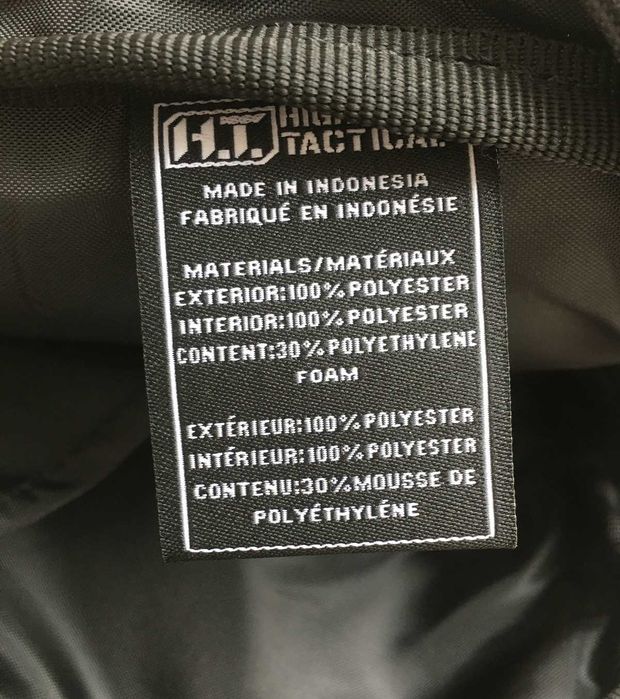 H.T.
TACTICAL
MADE IN INDONESIA
FABRIQUÉ EN INDONÉSIE
MATERIALS/MATÉRIAUX
EXTERIOR:100% POLYESTER
INTERIOR:100% POLYESTER
CONTENT:30% POLYETHYLENE
FOAM
EXTÉRIEUR:100% POLYESTER
INTÉRIEUR:100% POLYESTER
CONTENU:30% MOUSSE DE
POLYÉTHYLÉNE